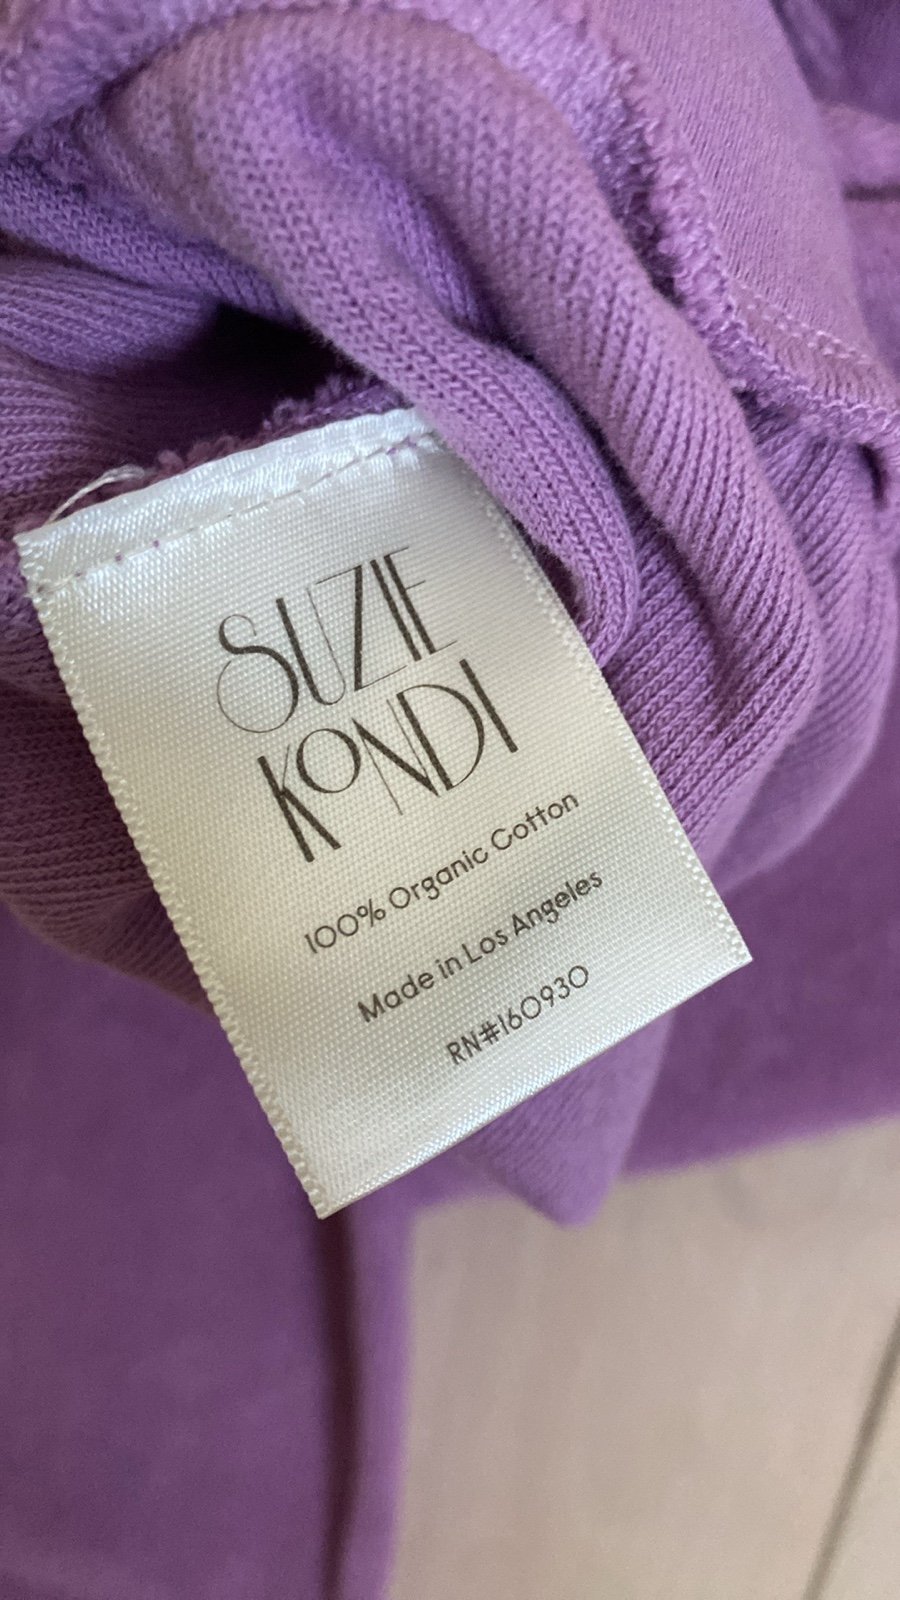 SUZIE
KONDI
100% Organic Cotton
Made in Los Angeles
RN#160930